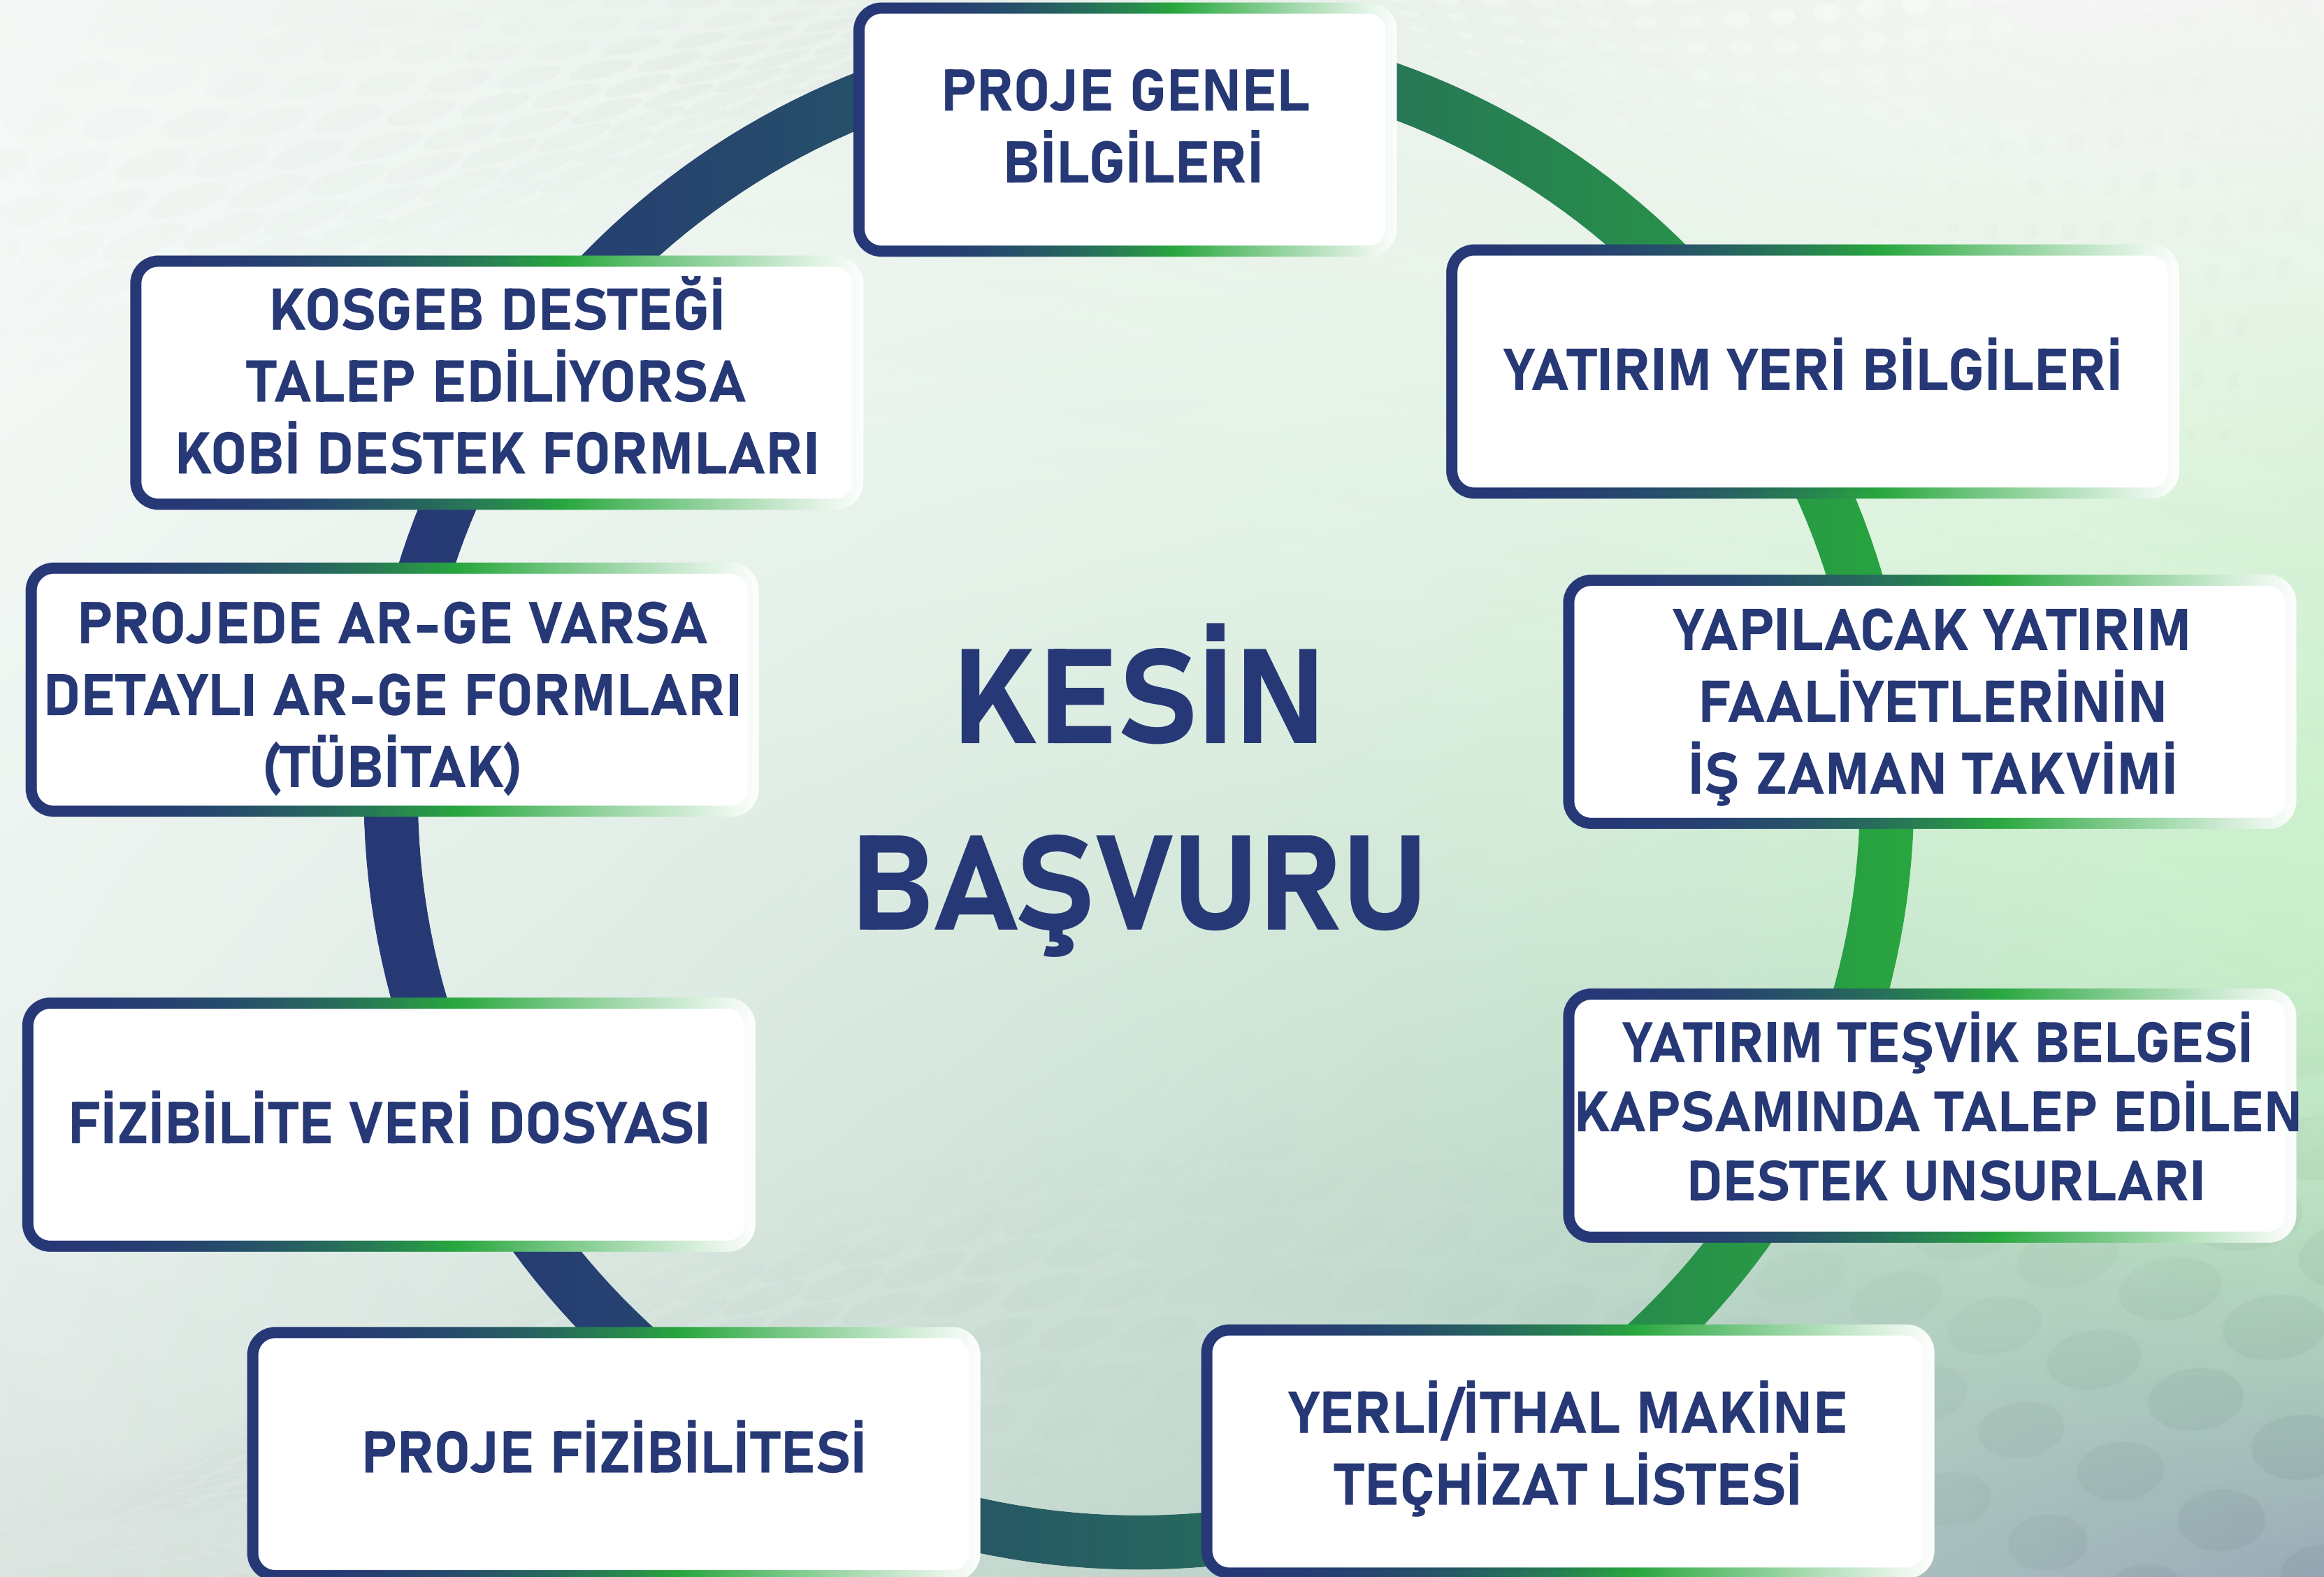 PROJE GENEL
BİLGİLERİ
YATIRIM YERİ BİLGİLERİ
YAPILACAK YATIRIM
FAALİYETLERİNİN
İŞ ZAMAN TAKVİMİ
YATIRIM TEŞVİK BELGESİ
KAPSAMINDA TALEP EDİLEN
DESTEK UNSURLARI
YERLİ/İTHAL MAKİNE
TEÇHİZAT LİSTESİ
PROJE FİZİBİLİTESİ
FİZİBİLİTE VERİ DOSYASI
PROJEDE AR-GE VARSA
DETAYLI AR-GE FORMLARI
(TÜBİTAK)
KOSGEB DESTEĞİ
TALEP EDİLİYORSA
KOBİ DESTEK FORMLARI
KESİN
BAŞVURU